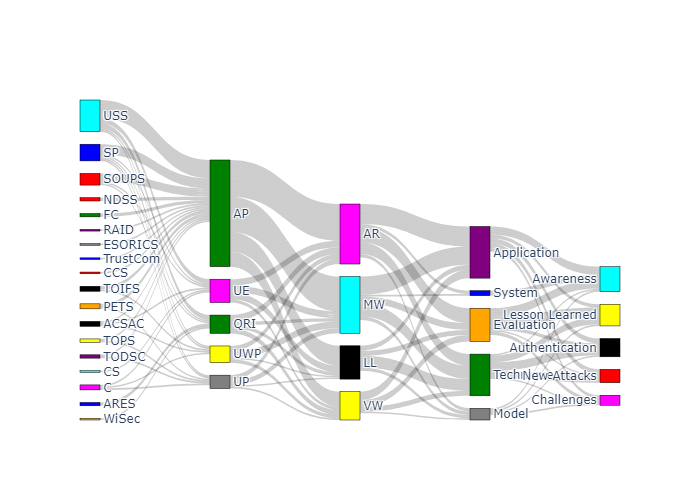 USS
SP
SOUPS
NDSS
FC
RAID
ESORICS
TrustCom
CCS
TOIFS
PETS
ACSAC
TOPS
TODSC
CS
C
ARES
WiSec
AP
UE
QRI
UWP
UP
AR
MW
LL
VW
Application
System
Evaluation
Model
Awareness
Lesson Learned
Authentication
New Attacks
Challenges